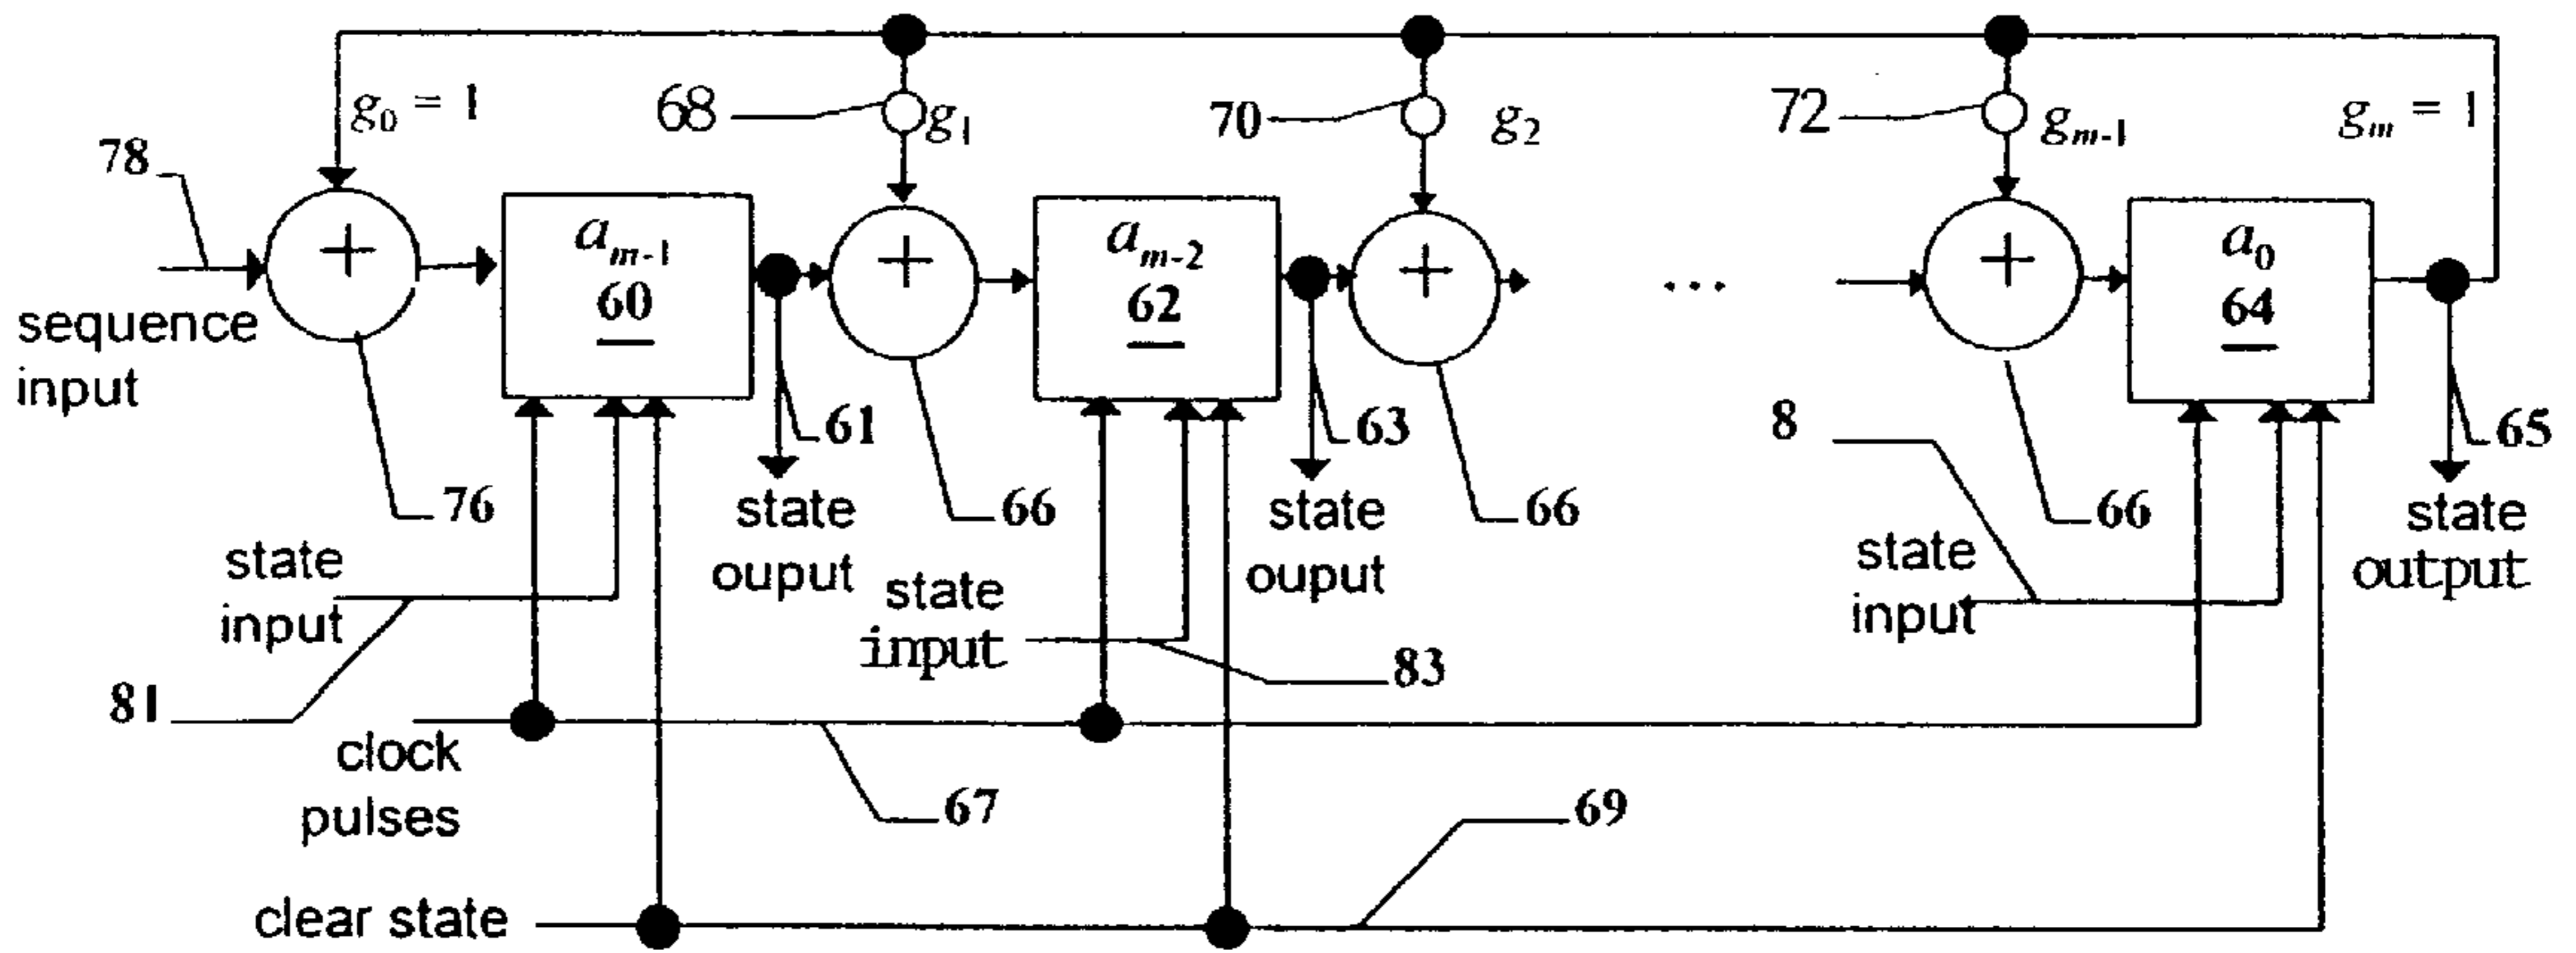 g0 = 1
68
g1
70
g2
72
gm-1
gm = 1
78
sequence
input
+
76
am-1
60
61
state
ouput
+
66
am-2
62
63
state
ouput
+
66
...
8
+
66
a0
64
65
state
output
state
input
81
state
input
83
state
input
clock
pulses
67
69
clear state